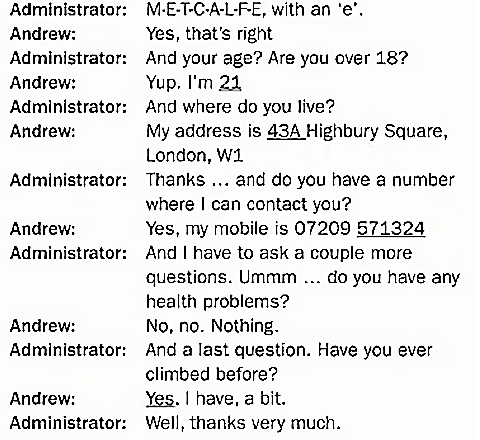 Administrator: M-E-T-C-A-L-F-E, with an 'e'.
Andrew: Yes, that's right
Administrator: And your age? Are you over 18?
Andrew: Yup. I'm 21
Administrator: And where do you live?
Andrew: My address is 43A Highbury Square,
London, W1
Administrator: Thanks ... and do you have a number
where I can contact you?
Andrew: Yes, my mobile is 07209 571324
Administrator: And I have to ask a couple more
questions. Ummm ... do you have any
health problems?
Andrew: No, no. Nothing.
Administrator: And a last question. Have you ever
climbed before?
Andrew: Yes. I have, a bit.
Administrator: Well, thanks very much.